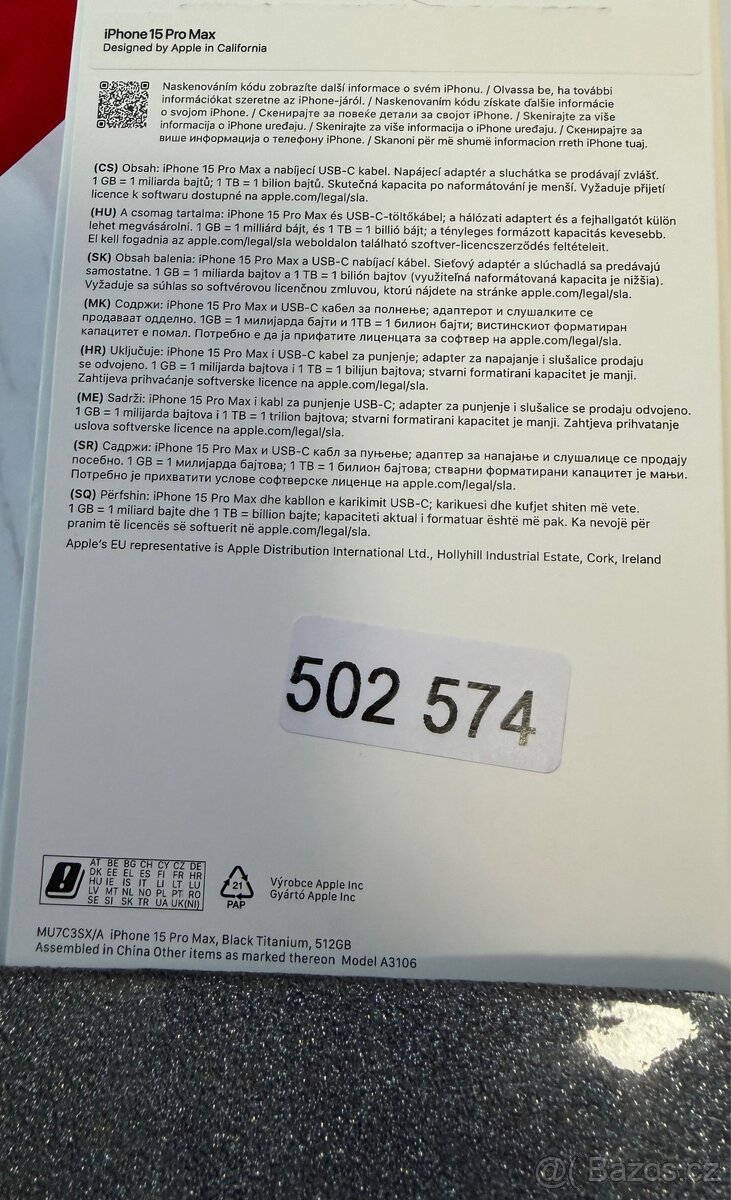 iPhone 15 Pro Max
Designed by Apple in California
Naskenováním kódu zobrazíte další informace o svém iPhonu. / Olvassa be, ha további
információkat szeretne az iPhone-járól. / Naskenovaním kódu získate ďalšie informácie
o svojom iPhone. / Скенирајте за повеќе детали за својот iPhone. / Skenirajte za više
informacija o iPhone uređaju. / Skenirajte za više informacija o iPhone uređaju. / Скенирајте за
више информација о телефону iPhone. / Skanoni për më shumë informacion rreth iPhone tuaj.
(CS) Obsah: iPhone 15 Pro Max a nabíjecí USB-C kabel. Napájecí adaptér a sluchátka se prodávají zvlášť.
1 GB = 1 miliarda bajtů; 1 TB = 1 bilion bajtů. Skutečná kapacita po naformátování je menší. Vyžaduje přijetí
licence k softwaru dostupné na apple.com/legal/sla.
(HU) A csomag tartalma: iPhone 15 Pro Max és USB-C-töltőkábel; a hálózati adaptert és a fejhallgatót külön
lehet megvásárolni. 1 GB = 1 milliárd bájt, és 1 TB = 1 billió bájt; a tényleges formázott kapacitás kevesebb.
El kell fogadnia az apple.com/legal/sla weboldalon található szoftver-licencszerződés feltételeit.
(SK) Obsah balenia: iPhone 15 Pro Max a USB-C nabíjací kábel. Sieťový adaptér a slúchadlá sa predávajú
samostatne. 1 GB = 1 miliarda bajtov a 1 TB = 1 bilión bajtov (využiteľná naformátovaná kapacita je nižšia).
Vyžaduje sa súhlas so softvérovou licenčnou zmluvou, ktorú nájdete na stránke apple.com/legal/sla.
(MK) Содржи: iPhone 15 Pro Max и USB-C кабел за полнење; адаптерот и слушалките се
продаваат одделно. 1GB = 1 милијарда бајти и 1TB = 1 билион бајти; вистинскиот форматиран
капацитет е помал. Потребно е да ја прифатите лиценцата за софтвер на apple.com/legal/sla.
(HR) Uključuje: iPhone 15 Pro Max i USB-C kabel za punjenje; adapter za napajanje i slušalice prodaju
se odvojeno. 1 GB = 1 milijarda bajtova i 1 TB = 1 bilijun bajtova; stvarni formatirani kapacitet je manji.
Zahtijeva prihvaćanje softverske licence na apple.com/legal/sla.
(ME) Sadrži: iPhone 15 Pro Max i kabl za punjenje USB-C; adapter za punjenje i slušalice se prodaju odvojeno.
1 GB = 1 milijarda bajtova i 1 TB = 1 trilion bajtova; stvarni formatirani kapacitet je manji. Zahtjeva prihvatanje
uslova softverske licence na apple.com/legal/sla.
(SR) Садржи: iPhone 15 Pro Max и USB-C кабл за пуњење; адаптер за напајање и слушалице се продају
посебно. 1 GB = 1 милијарда бајтова; 1 TB = 1 билион бајтова; стварни форматирани капацитет је мањи.
Потребно је прихватити услове софтверске лиценце на apple.com/legal/sla.
(SQ) Përfshin: iPhone 15 Pro Max dhe kabllon e karikimit USB-C; karikuesi dhe kufjet shiten më vete.
1 GB = 1 miliard bajte dhe 1 TB = billion bajte; kapaciteti aktual i formatuar është më pak. Ka nevojë për
pranim të licencës së softuerit në apple.com/legal/sla.
Apple's EU representative is Apple Distribution International Ltd., Hollyhill Industrial Estate, Cork, Ireland
502 574
AT BE BG CH CY CZ DE
DK EE EL ES FI FR HR
HU IE IS IT LI LT LU
LV MT NL NO PL PT RO
SE SI SK TR UA UK(NI)
21
PAP
Výrobce Apple Inc
Gyártó Apple Inc
MU7C3SX/A iPhone 15 Pro Max, Black Titanium, 512GB
Assembled in China Other items as marked thereon Model A3106
@ Bazos.cz